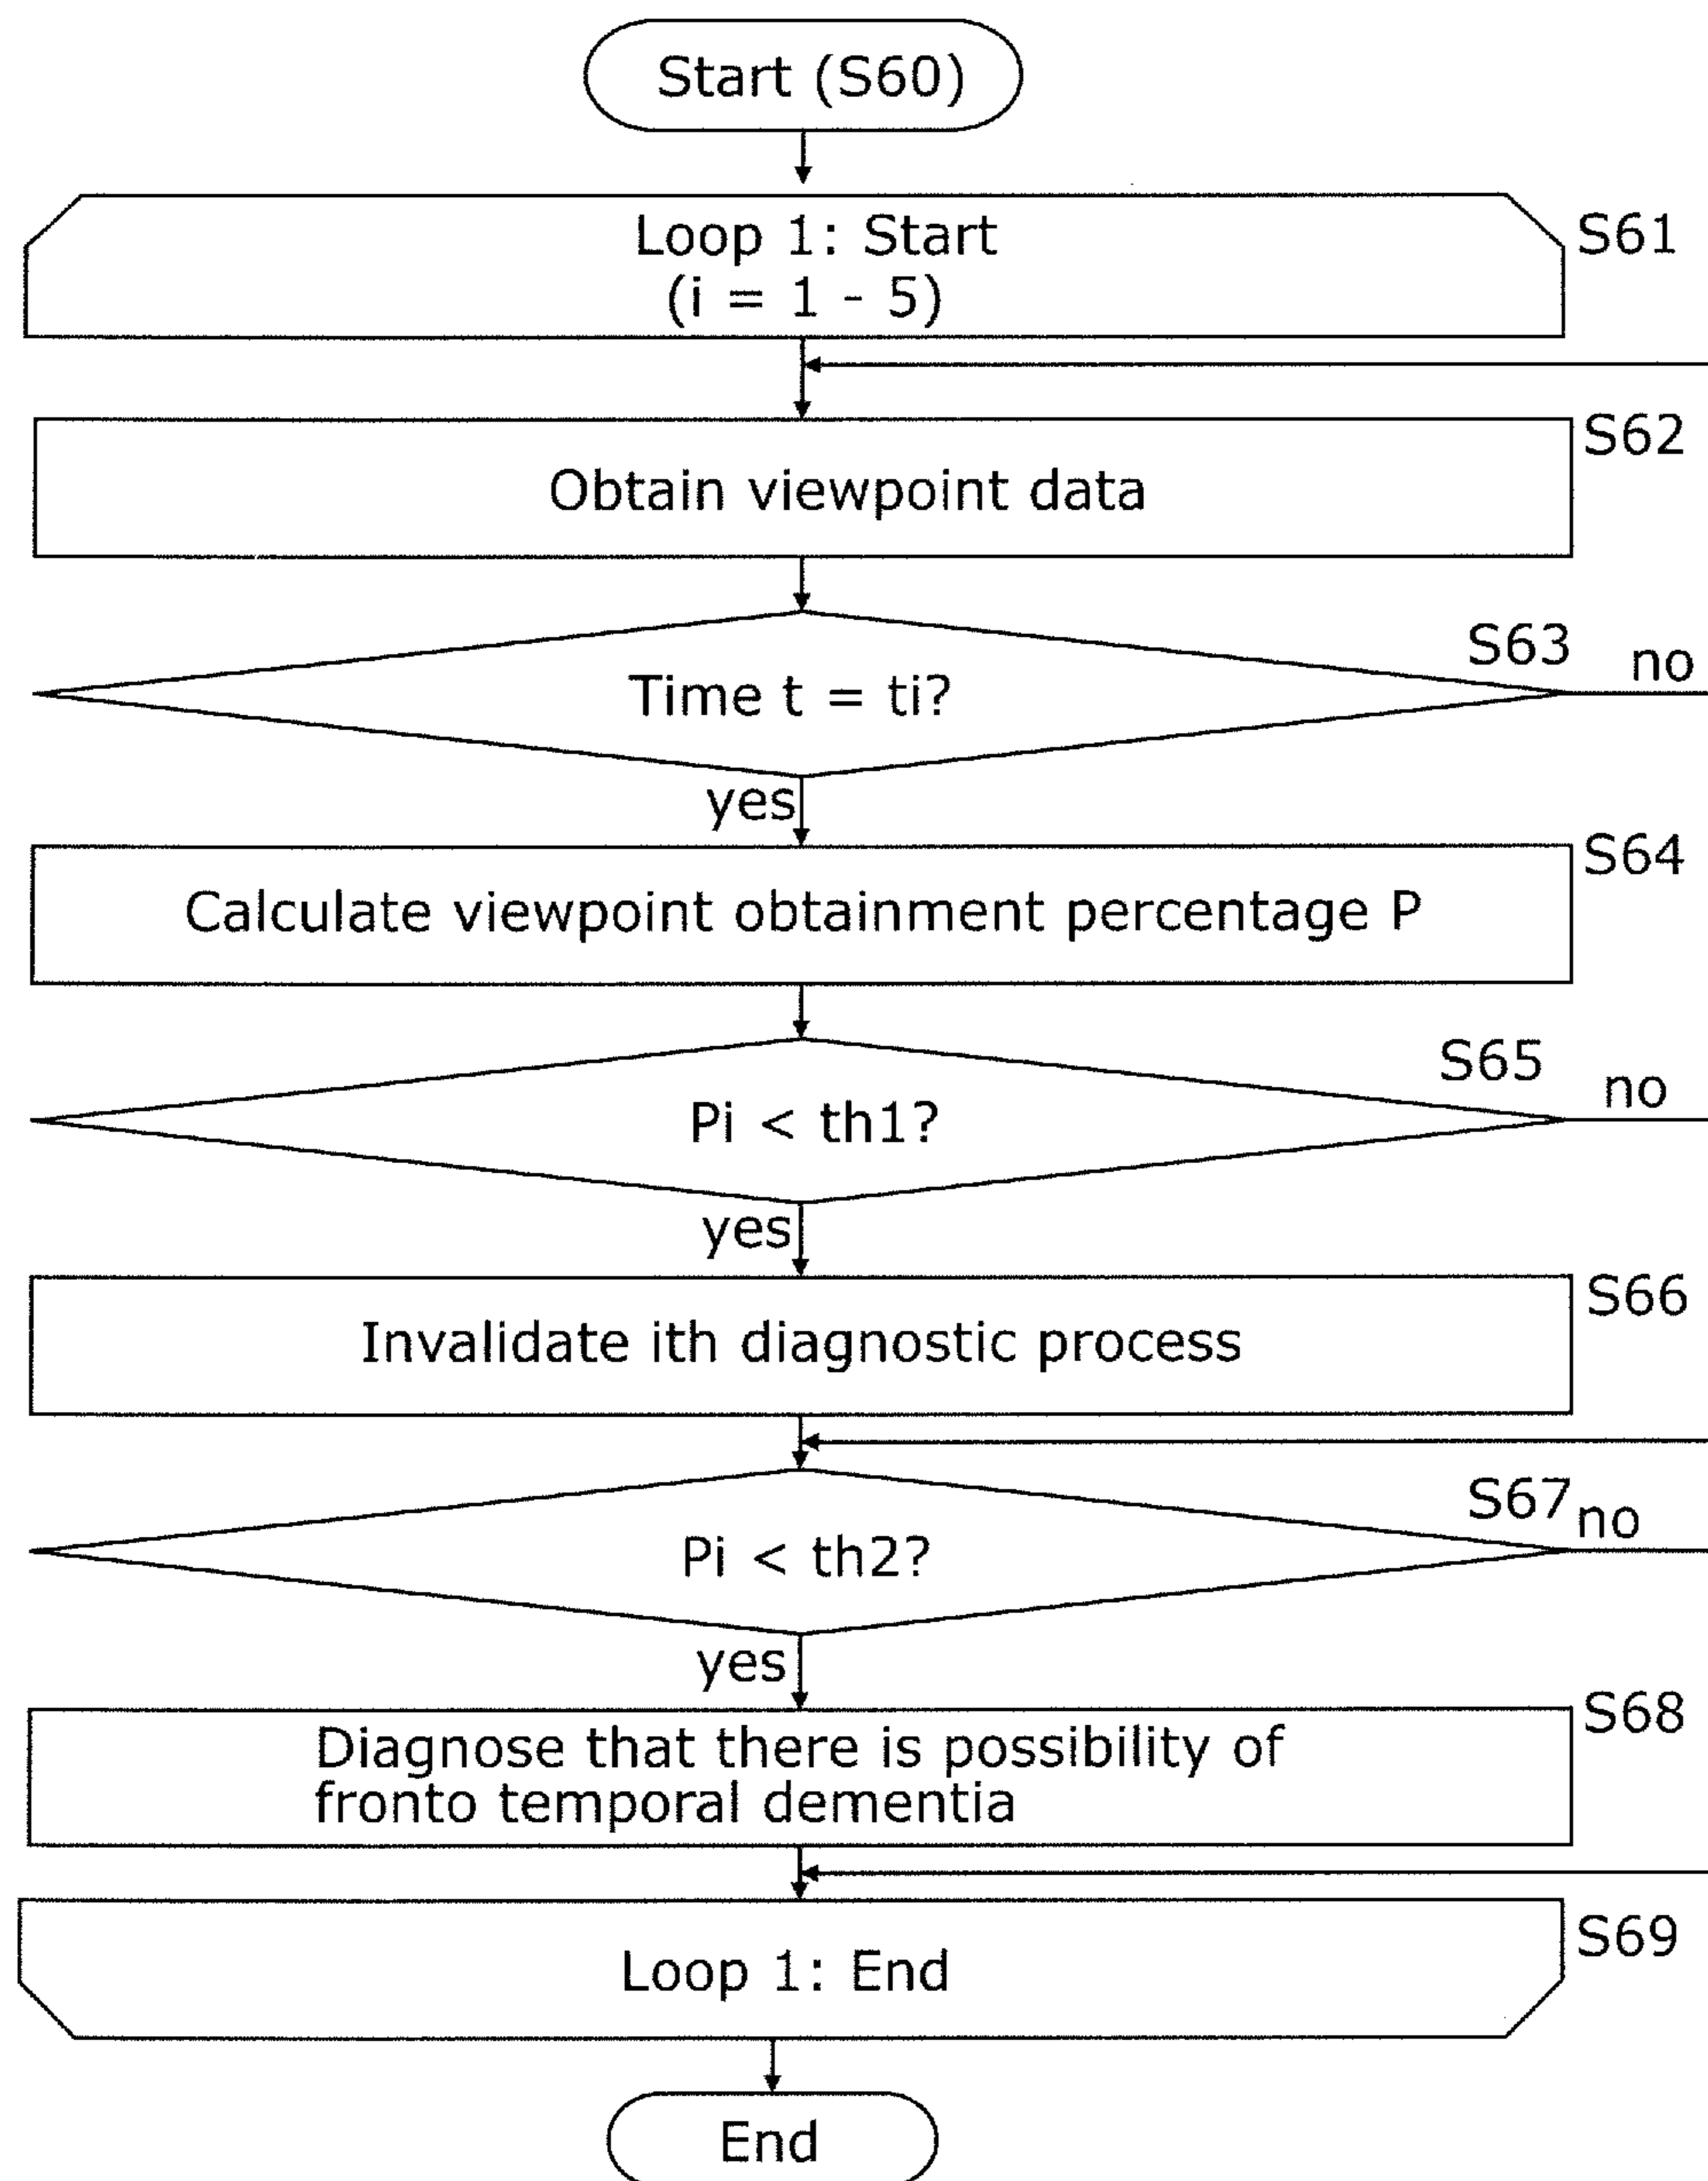 Start (S60)
Loop 1: Start
(i = 1 - 5)
S61
S62
Obtain viewpoint data
S63
no
Time t = ti?
yes
S64
Calculate viewpoint obtainment percentage P
S65
no
Pi < th1?
yes
S66
Invalidate ith diagnostic process
S67
no
Pi < th2?
yes
S68
Diagnose that there is possibility of
fronto temporal dementia
S69
Loop 1: End
End